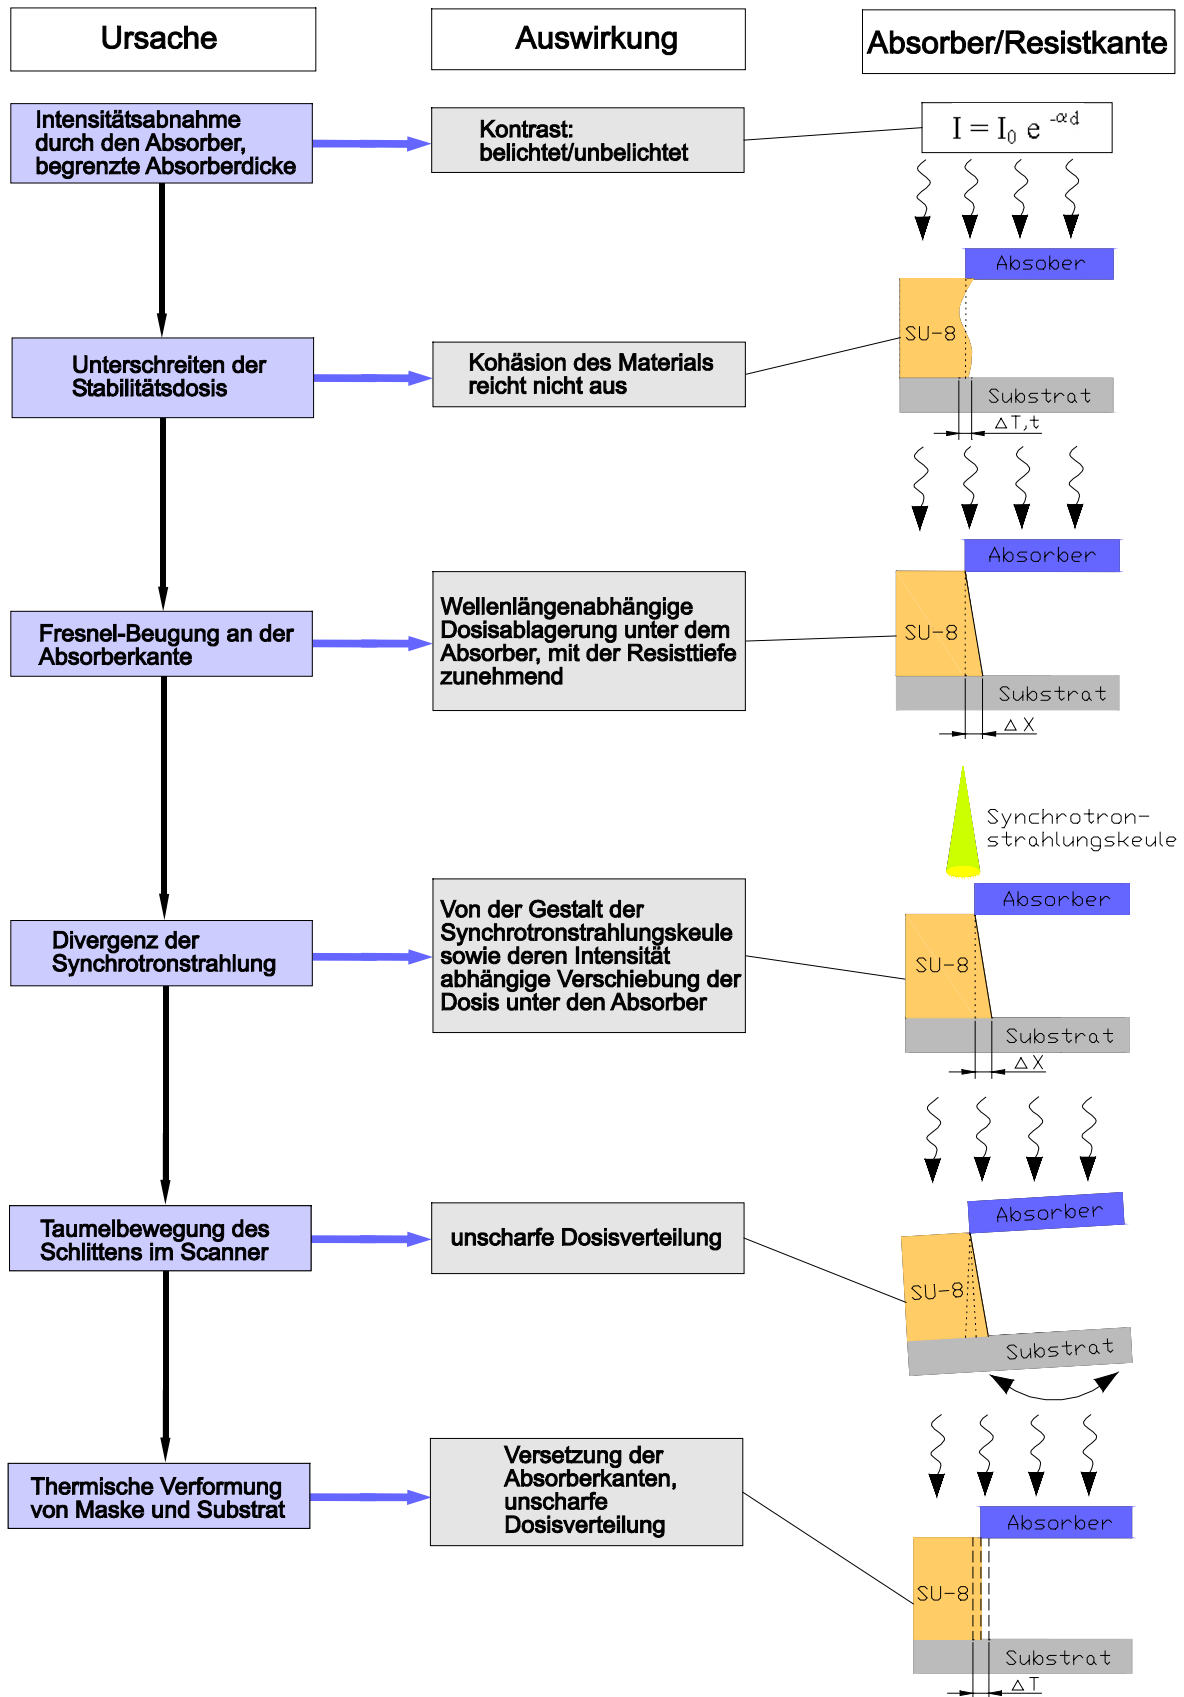 Ursache
Auswirkung
Absorber/Resistkante
Intensitätsabnahme
durch den Absorber,
begrenzte Absorberdicke
Kontrast:
belichtet/unbelichtet
I = I₀ e ^-αd
Absober
SU-8
Substrat
△T,t
Unterschreiten der
Stabilitätsdosis
Kohäsion des Materials
reicht nicht aus
Absorber
SU-8
Substrat
△X
Fresnel-Beugung an der
Absorberkante
Wellenlängenabhängige
Dosisablagerung unter dem
Absorber, mit der Resisttiefe
zunehmend
Synchrotron-
strahlungskeule
Absorber
SU-8
Substrat
△X
Divergenz der
Synchrotronstrahlung
Von der Gestalt der
Synchrotronstrahlungskeule
sowie deren Intensität
abhängige Verschiebung der
Dosis unter den Absorber
Absorber
SU-8
Substrat
Taumelbewegung des
Schlittens im Scanner
unscharfe Dosisverteilung
Thermische Verformung
von Maske und Substrat
Versetzung der
Absorberkanten,
unscharfe
Dosisverteilung
Absorber
SU-8
Substrat
△T